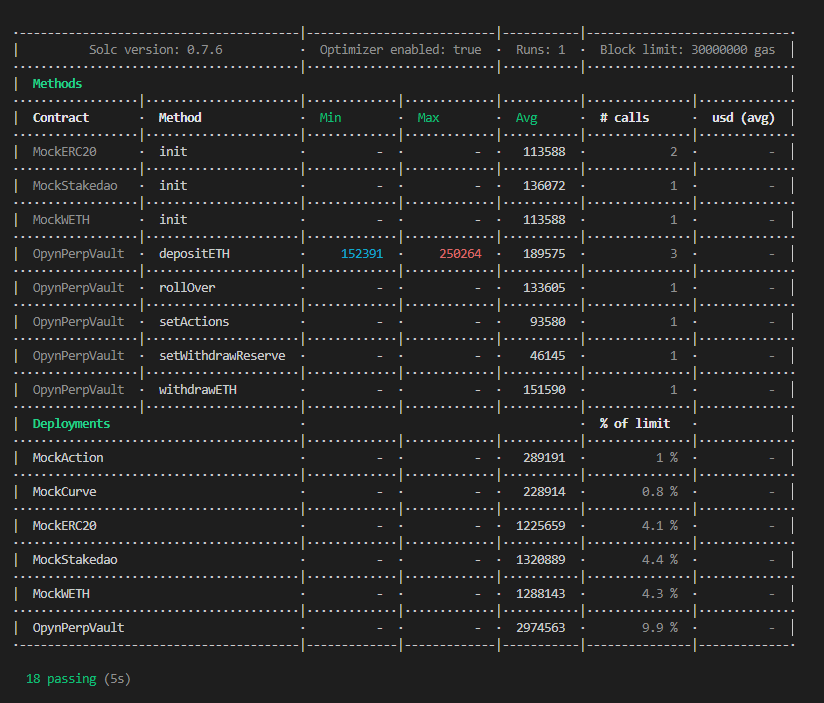 Solc version: 0.7.6 · Optimizer enabled: true · Runs: 1 · Block limit: 30000000 gas
Methods
Contract · Method · Min · Max · Avg · # calls · usd (avg)
MockERC20 · init · - · - · 113588 · 2 · -
MockStakedao · init · - · - · 136072 · 1 · -
MockWETH · init · - · - · 113588 · 1 · -
OpynPerpVault · depositETH · 152391 · 250264 · 189575 · 3 · -
OpynPerpVault · rollOver · - · - · 133605 · 1 · -
OpynPerpVault · setActions · - · - · 93580 · 1 · -
OpynPerpVault · setWithdrawReserve · - · - · 46145 · 1 · -
OpynPerpVault · withdrawETH · - · - · 151590 · 1 · -
Deployments · · % of limit ·
MockAction · - · - · 289191 · 1 % · -
MockCurve · - · - · 228914 · 0.8 % · -
MockERC20 · - · - · 1225659 · 4.1 % · -
MockStakedao · - · - · 1320889 · 4.4 % · -
MockWETH · - · - · 1288143 · 4.3 % · -
OpynPerpVault · - · - · 2974563 · 9.9 % · -
18 passing (5s)